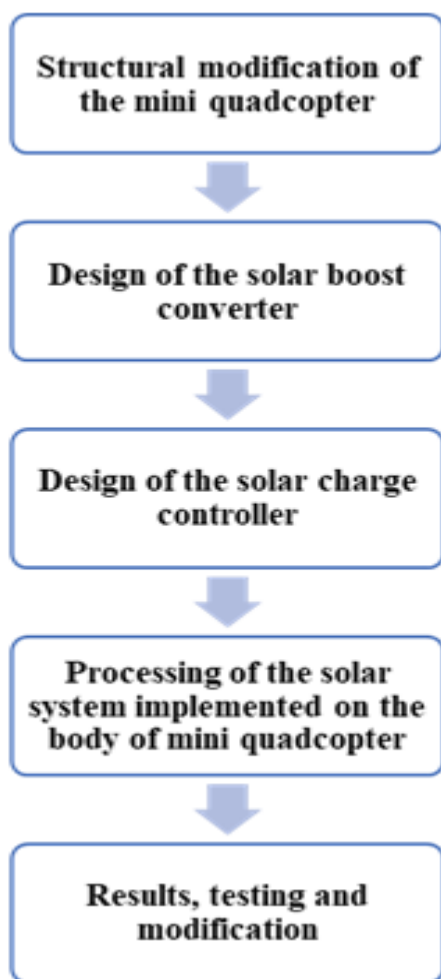 Structural modification of
the mini quadcopter
Design of the solar boost
converter
Design of the solar charge
controller
Processing of the solar
system implemented on the
body of mini quadcopter
Results, testing and
modification